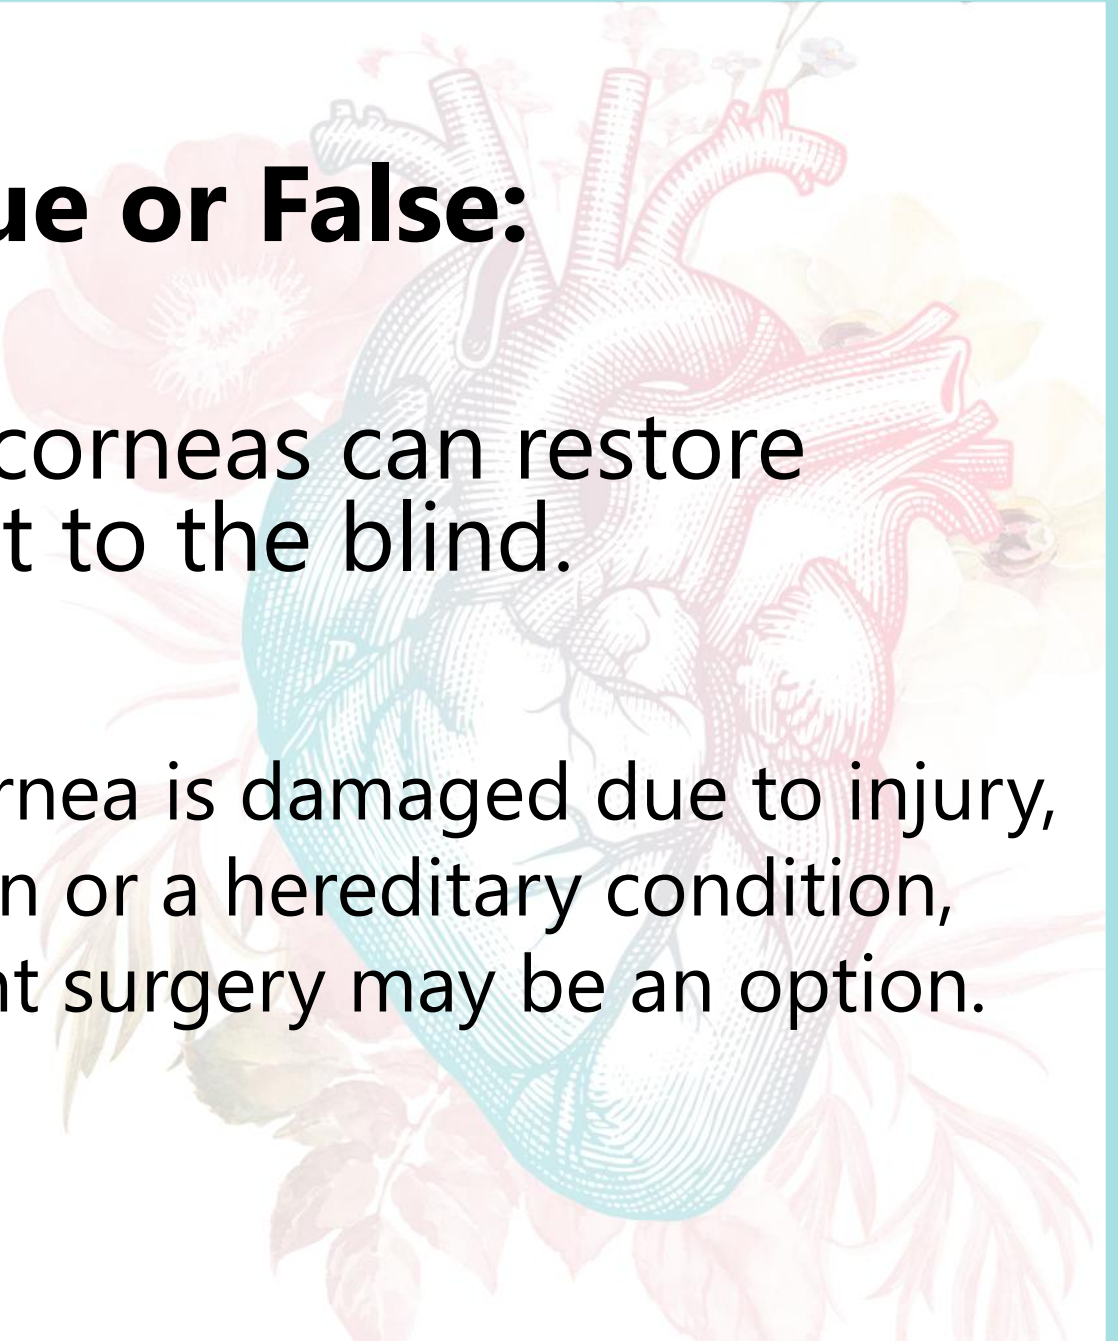 ue or False:
corneas can restore
t to the blind.
rnea is damaged due to injury,
n or a hereditary condition,
nt surgery may be an option.